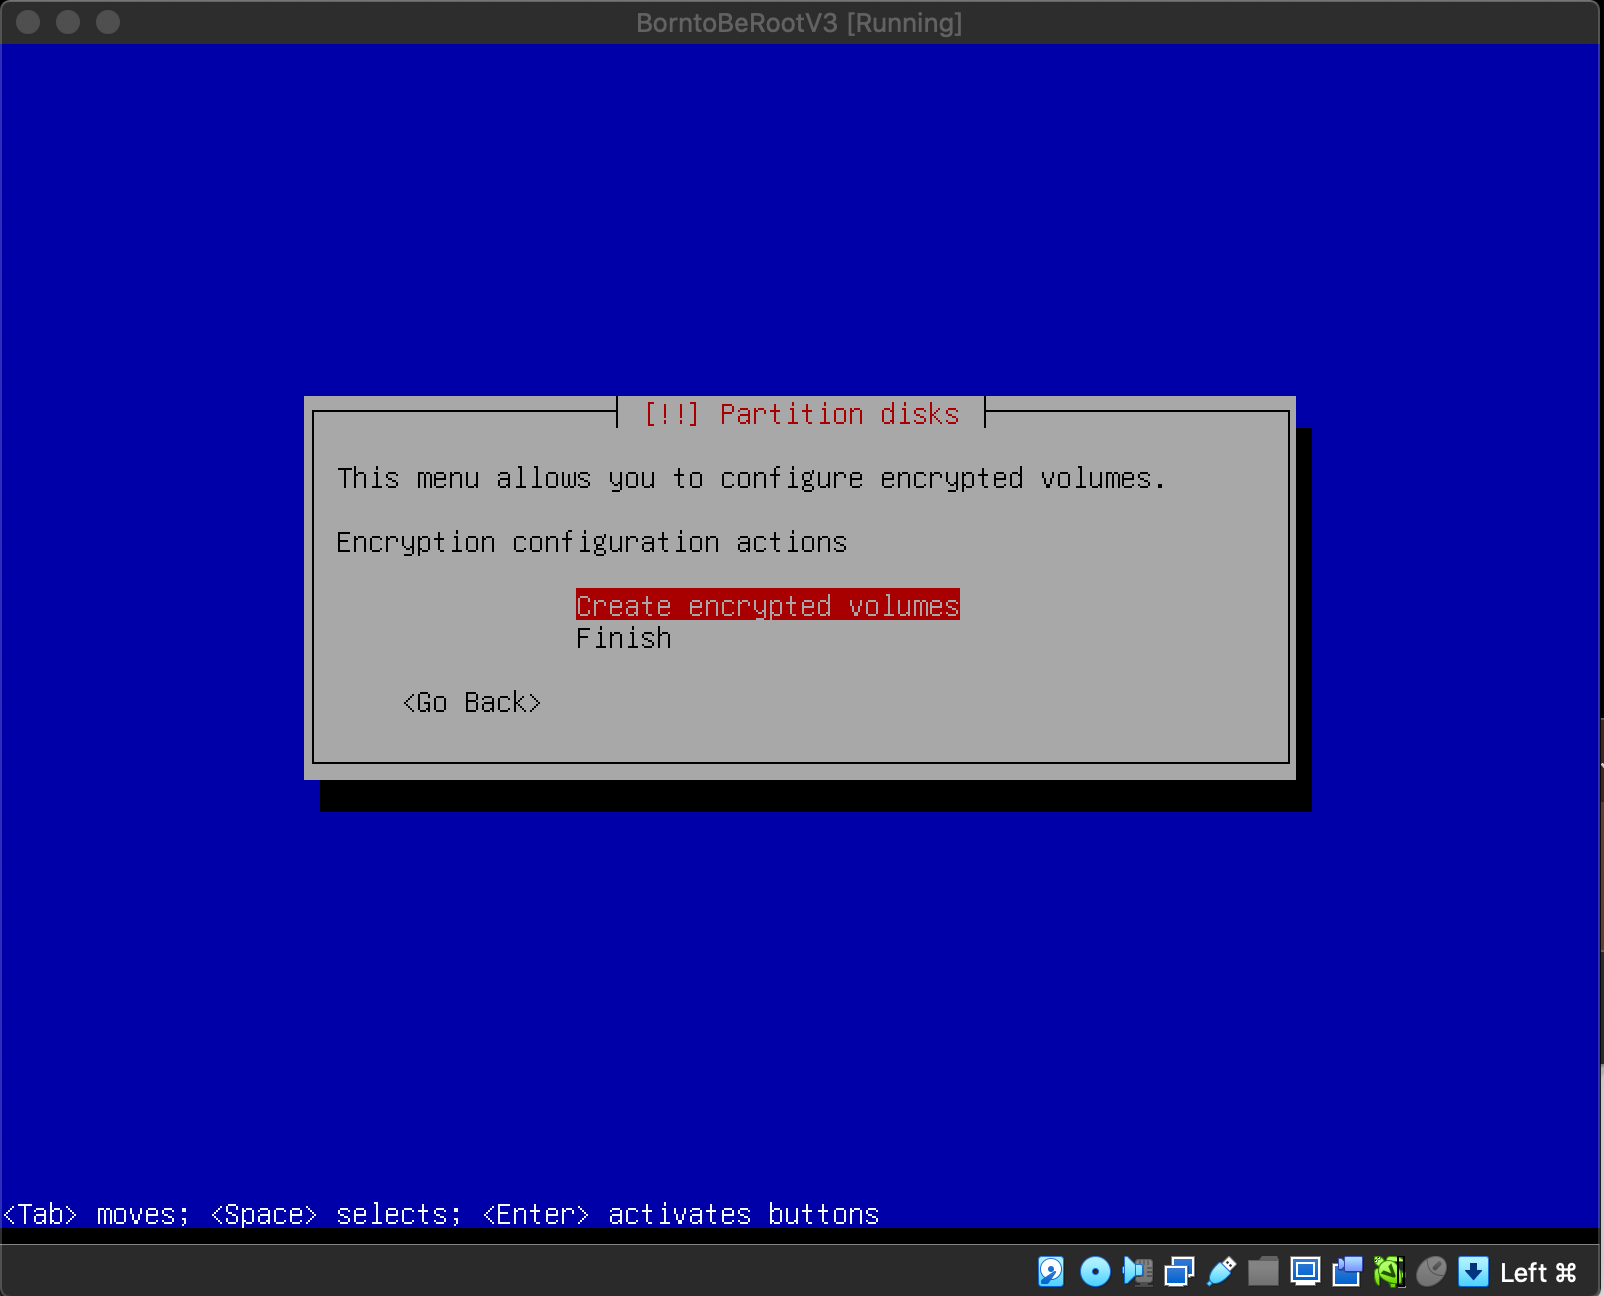 BorntoBeRootV3 [Running]
[!!] Partition disks
This menu allows you to configure encrypted volumes.
Encryption configuration actions
Create encrypted volumes
Finish
<Go Back>
<Tab> moves; <Space> selects; <Enter> activates buttons
Left ⌘